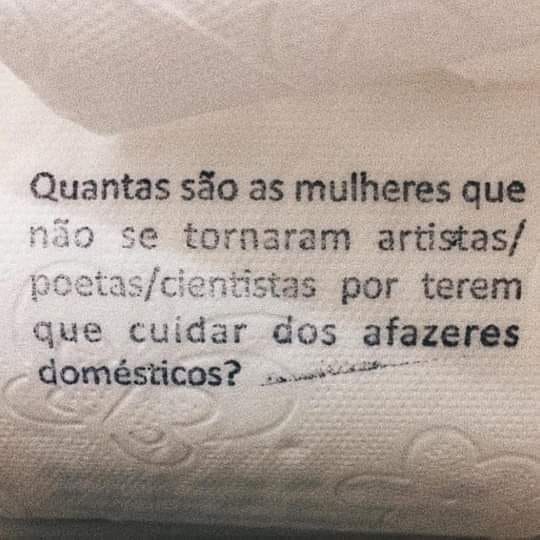 Quantas são as mulheres que
não se tornaram artistas/
poetas/cientistas por terem
que cuidar dos afazeres
domésticos?